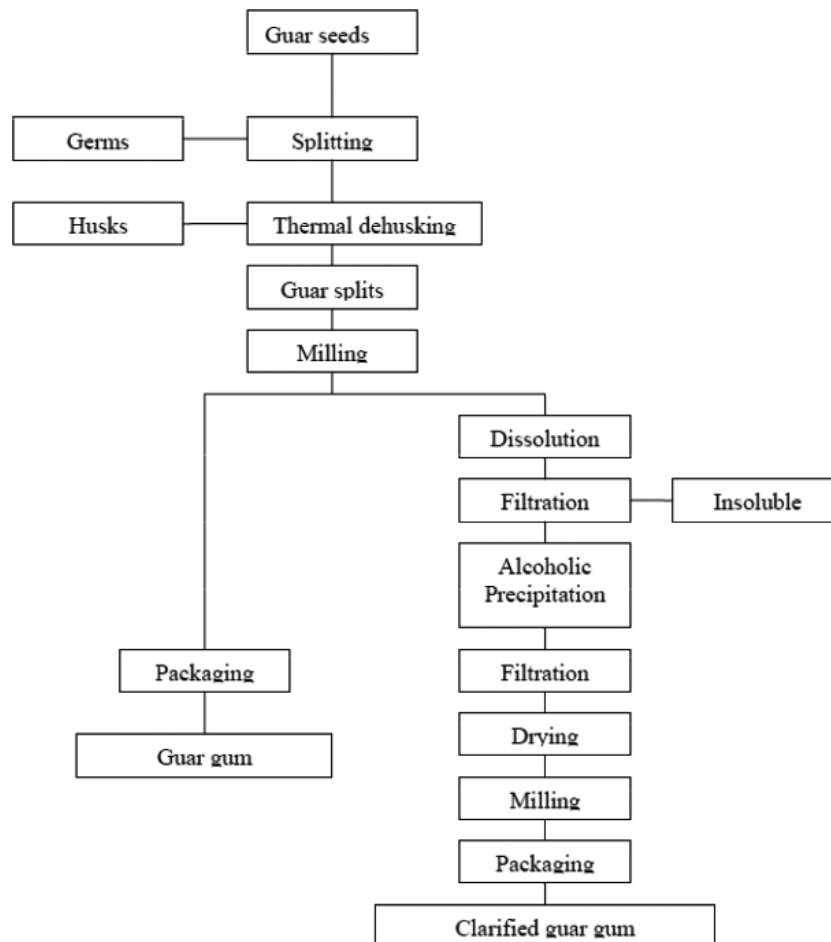 Guar seeds
Germs
Splitting
Husks
Thermal dehusking
Guar splits
Milling
Dissolution
Filtration
Insoluble
Alcoholic
Precipitation
Packaging
Filtration
Guar gum
Drying
Milling
Packaging
Clarified guar gum